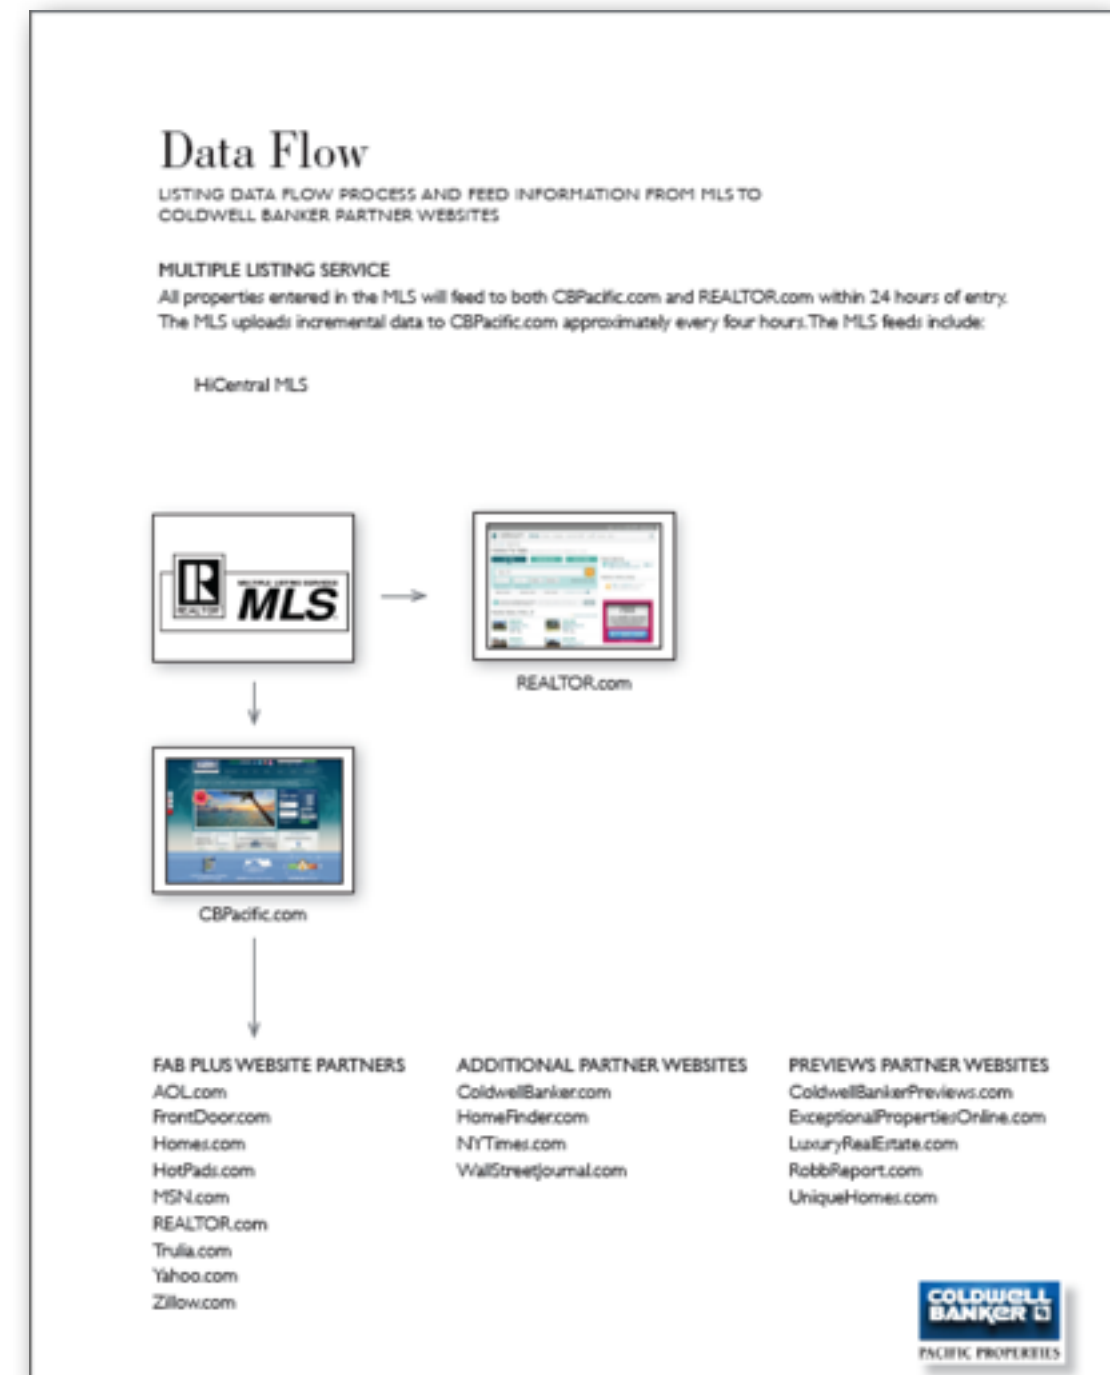 Data Flow
LISTING DATA FLOW PROCESS AND FEED INFORMATION FROM MLS TO
COLDWELL BANKER PARTNER WEBSITES
MULTIPLE LISTING SERVICE
All properties entered in the MLS will feed to both CBPacific.com and REALTOR.com within 24 hours of entry.
The MLS uploads incremental data to CBPacific.com approximately every four hours. The MLS feeds include:
HiCentral MLS
R
REALTOR
MULTIPLE LISTING SERVICE
MLS
REALTOR.com
CBPacific.com
FAB PLUS WEBSITE PARTNERS
AOL.com
FrontDoor.com
Homes.com
HotPads.com
MSN.com
REALTOR.com
Trulia.com
Yahoo.com
Zillow.com
ADDITIONAL PARTNER WEBSITES
ColdwellBanker.com
HomeFinder.com
NYTimes.com
WallStreetJournal.com
PREVIEWS PARTNER WEBSITES
ColdwellBankerPreviews.com
ExceptionalPropertiesOnline.com
LuxuryRealEstate.com
RobbReport.com
UniqueHomes.com
COLDWELL
BANKER
PACIFIC PROPERTIES